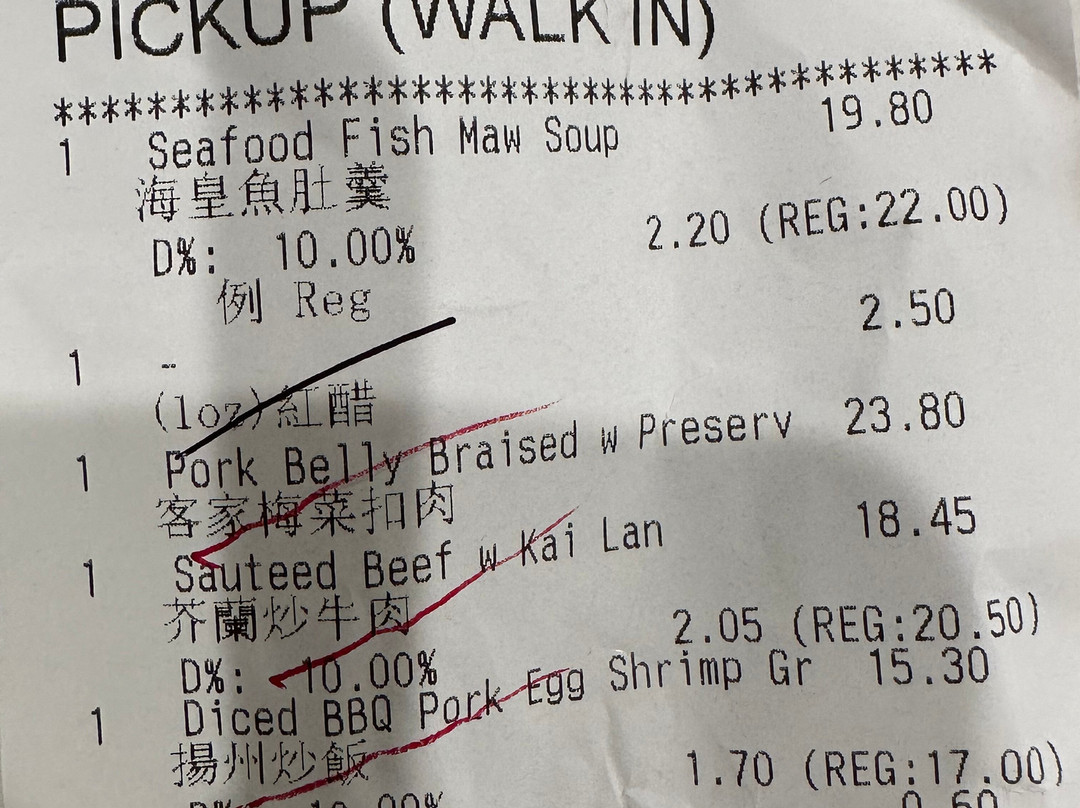 PICKUP (WALK IN)
******************************************
1 Seafood Fish Maw Soup 19.80
海皇魚肚羹
D%: 10.00% 2.20 (REG:22.00)
例 Reg
1 - 2.50
(1oz)紅醋
1 Pork Belly Braised w Preserv 23.80
客家梅菜扣肉
1 Sauteed Beef w Kai Lan 18.45
芥蘭炒牛肉
D%: 10.00% 2.05 (REG:20.50)
1 Diced BBQ Pork Egg Shrimp Gr 15.30
揚州炒飯
D% 10.00% 1.70 (REG:17.00)
0.60